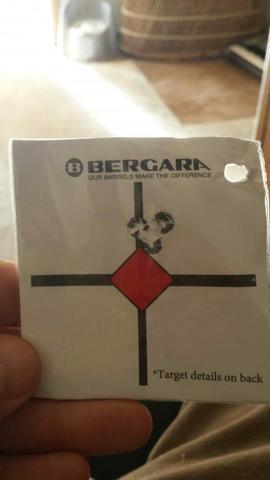 B BERGARA
OUR BARRELS MAKE THE DIFFERENCE
*Target details on back